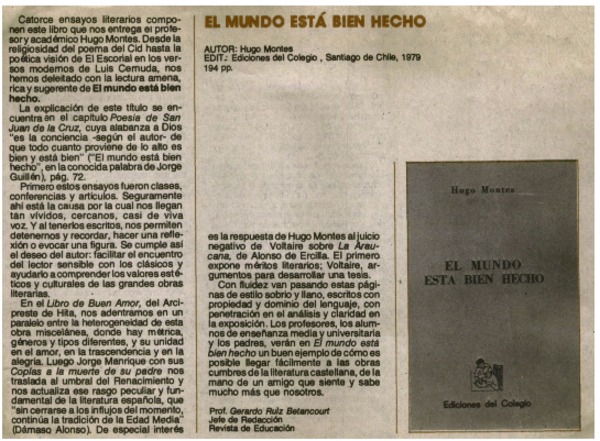 Catorce ensayos literarios compo-
nen este libro que nos entrega el profe-
sor y académico Hugo Montes. Desde la
religiosidad del poema del Cid hasta la
poética visión de El Escorial en los ver-
sos modernos de Luis Cernuda, nos
hemos deleitado con la lectura amena,
rica y sugerente de El mundo está bien
hecho.
La explicación de este título se en-
cuentra en el capítulo Poesía de San
Juan de la Cruz, cuya alabanza a Dios
"es la conciencia -según el autor- de
que todo cuanto proviene de lo alto es
bien y está bien" ("El mundo está bien
hecho", en la conocida palabra de Jorge
Guillén), pág. 72.
Primero estos ensayos fueron clases,
conferencias y artículos. Seguramente
ahí está la causa por la cual nos llegan
tan vívidos, cercanos, casi de viva
voz. Y al tenerlos escritos, nos permiten
detenernos y recordar, hacer una refle-
xión o evocar una figura. Se cumple así
el deseo del autor: facilitar el encuentro
del lector sensible con los clásicos y
ayudarlo a comprender los valores esté-
ticos y culturales de las grandes obras
literarias.
En el Libro de Buen Amor, del Arci-
preste de Hita, nos adentramos en un
paralelo entre la heterogeneidad de esta
obra miscelánea, donde hay métrica,
géneros y tipos diferentes, y su unidad
en el amor, en la trascendencia y en la
alegría. Luego Jorge Manrique con sus
Coplas a la muerte de su padre nos
traslada al umbral del Renacimiento y
nos actualiza ese rasgo peculiar y fun-
damental de la literatura española, que
"sin cerrarse a los influjos del momento,
continúa la tradición de la Edad Media"
(Dámaso Alonso). De especial interés
EL MUNDO ESTÁ BIEN HECHO
AUTOR: Hugo Montes
EDIT.: Ediciones del Colegio, Santiago de Chile, 1979
194 pp.
es la respuesta de Hugo Montes al juicio
negativo de Voltaire sobre La Arau-
cana, de Alonso de Ercilla. El primero
expone méritos literarios; Voltaire, ar-
gumentos para desarrollar una tesis.
Con fluidez van pasando estas pági-
nas de estilo sobrio y llano, escritos con
propiedad y dominio del lenguaje, con
penetración en el análisis y claridad en
la exposición. Los profesores, los alum-
nos de enseñanza media y universitaria
y los padres, verán en El mundo está
bien hecho un buen ejemplo de cómo es
posible llegar fácilmente a las obras
cumbres de la literatura castellana, de la
mano de un amigo que siente y sabe
mucho más que nosotros.
Prof. Gerardo Ruiz Betancourt
Jefe de Redacción
Revista de Educación
Hugo Montes
EL MUNDO
ESTA BIEN HECHO
Ediciones del Colegio